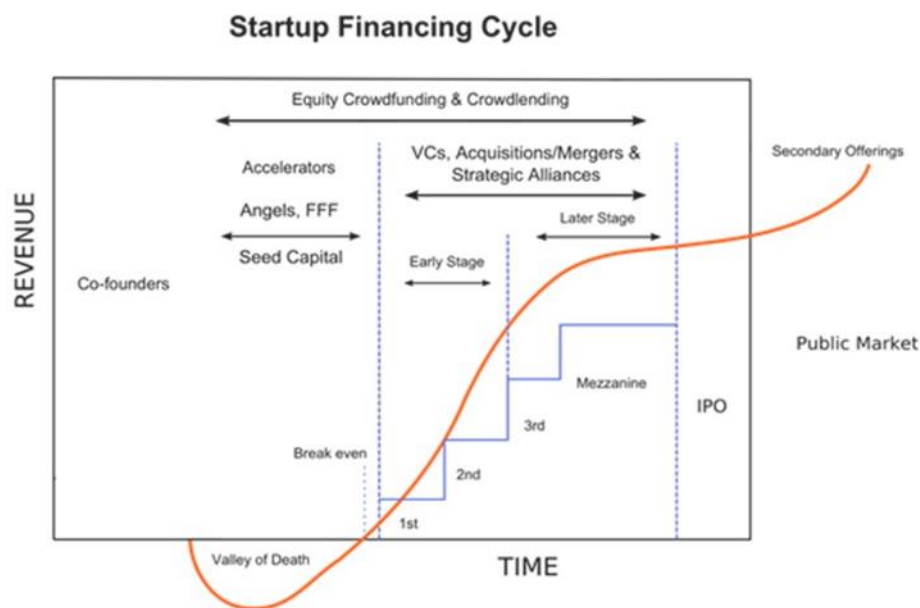 Startup Financing Cycle
Equity Crowdfunding & Crowdlending
VCs, Acquisitions/Mergers &
Strategic Alliances
Secondary Offerings
Accelerators
Angels, FFF
Later Stage
Seed Capital
Early Stage
REVENUE
Co-founders
Public Market
Mezzanine
IPO
3rd
Break even
2nd
1st
Valley of Death
TIME